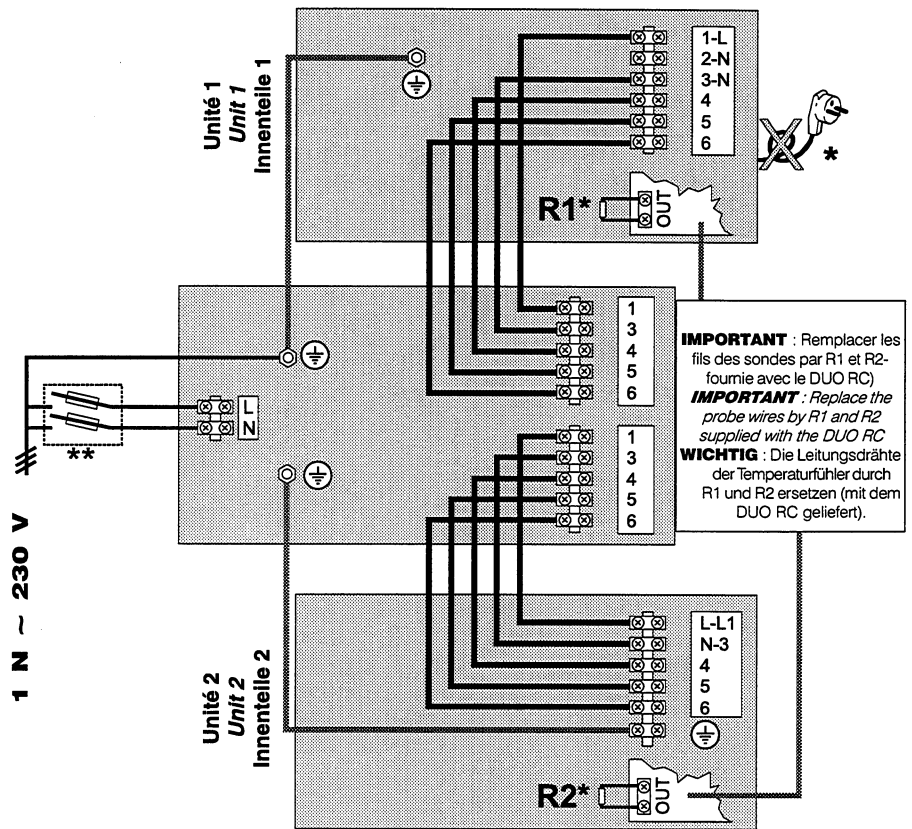 Unité 1
Unit 1
Innenteile 1
1-L
2-N
3-N
4
5
6
*
R1*
OUT
1
3
4
5
6
L
N
**
1 N ~ 230 V
1
3
4
5
6
IMPORTANT : Remplacer les
fils des sondes par R1 et R2-
fournie avec le DUO RC)
IMPORTANT : Replace the
probe wires by R1 and R2
supplied with the DUO RC
WICHTIG : Die Leitungsdrähte
der Temperaturfühler durch
R1 und R2 ersetzen (mit dem
DUO RC geliefert).
Unité 2
Unit 2
Innenteile 2
L-L1
N-3
4
5
6
R2*
OUT